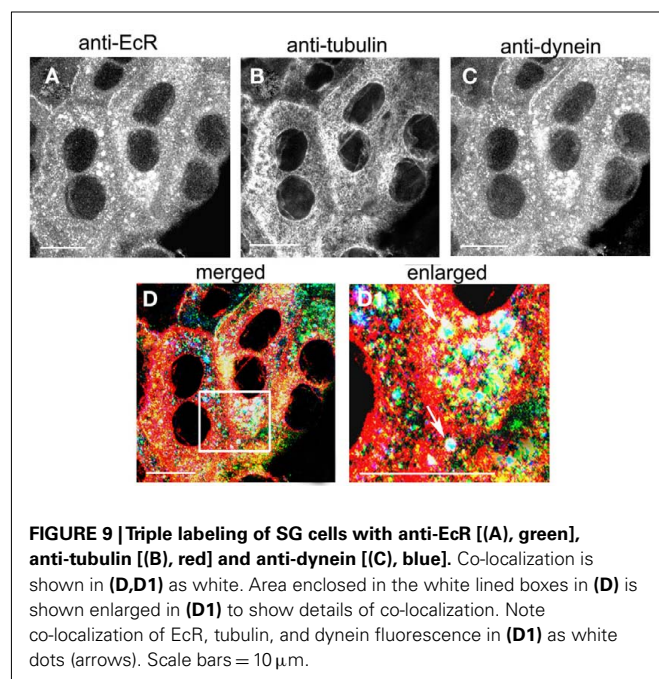 anti-EcR anti-tubulin anti-dynein
A B C
merged enlarged
D D1
FIGURE 9 | Triple labeling of SG cells with anti-EcR [(A), green],
anti-tubulin [(B), red] and anti-dynein [(C), blue]. Co-localization is
shown in (D,D1) as white. Area enclosed in the white lined boxes in (D) is
shown enlarged in (D1) to show details of co-localization. Note
co-localization of EcR, tubulin, and dynein fluorescence in (D1) as white
dots (arrows). Scale bars = 10 μm.